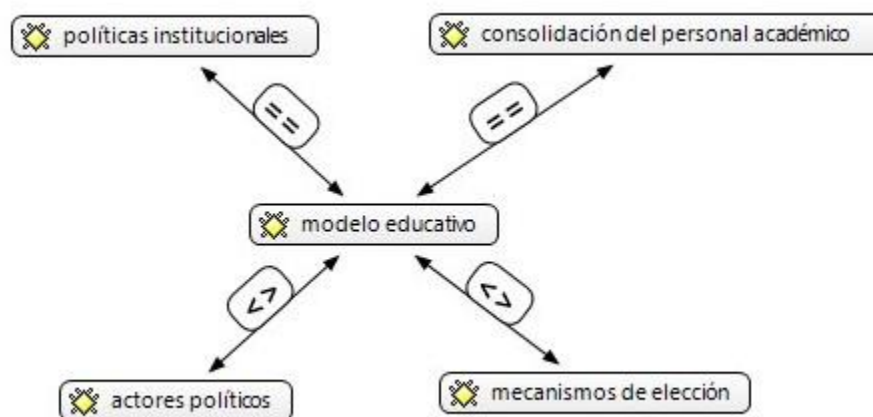 políticas institucionales
consolidación del personal académico
==
==
modelo educativo
<>
<>
actores políticos
mecanismos de elección